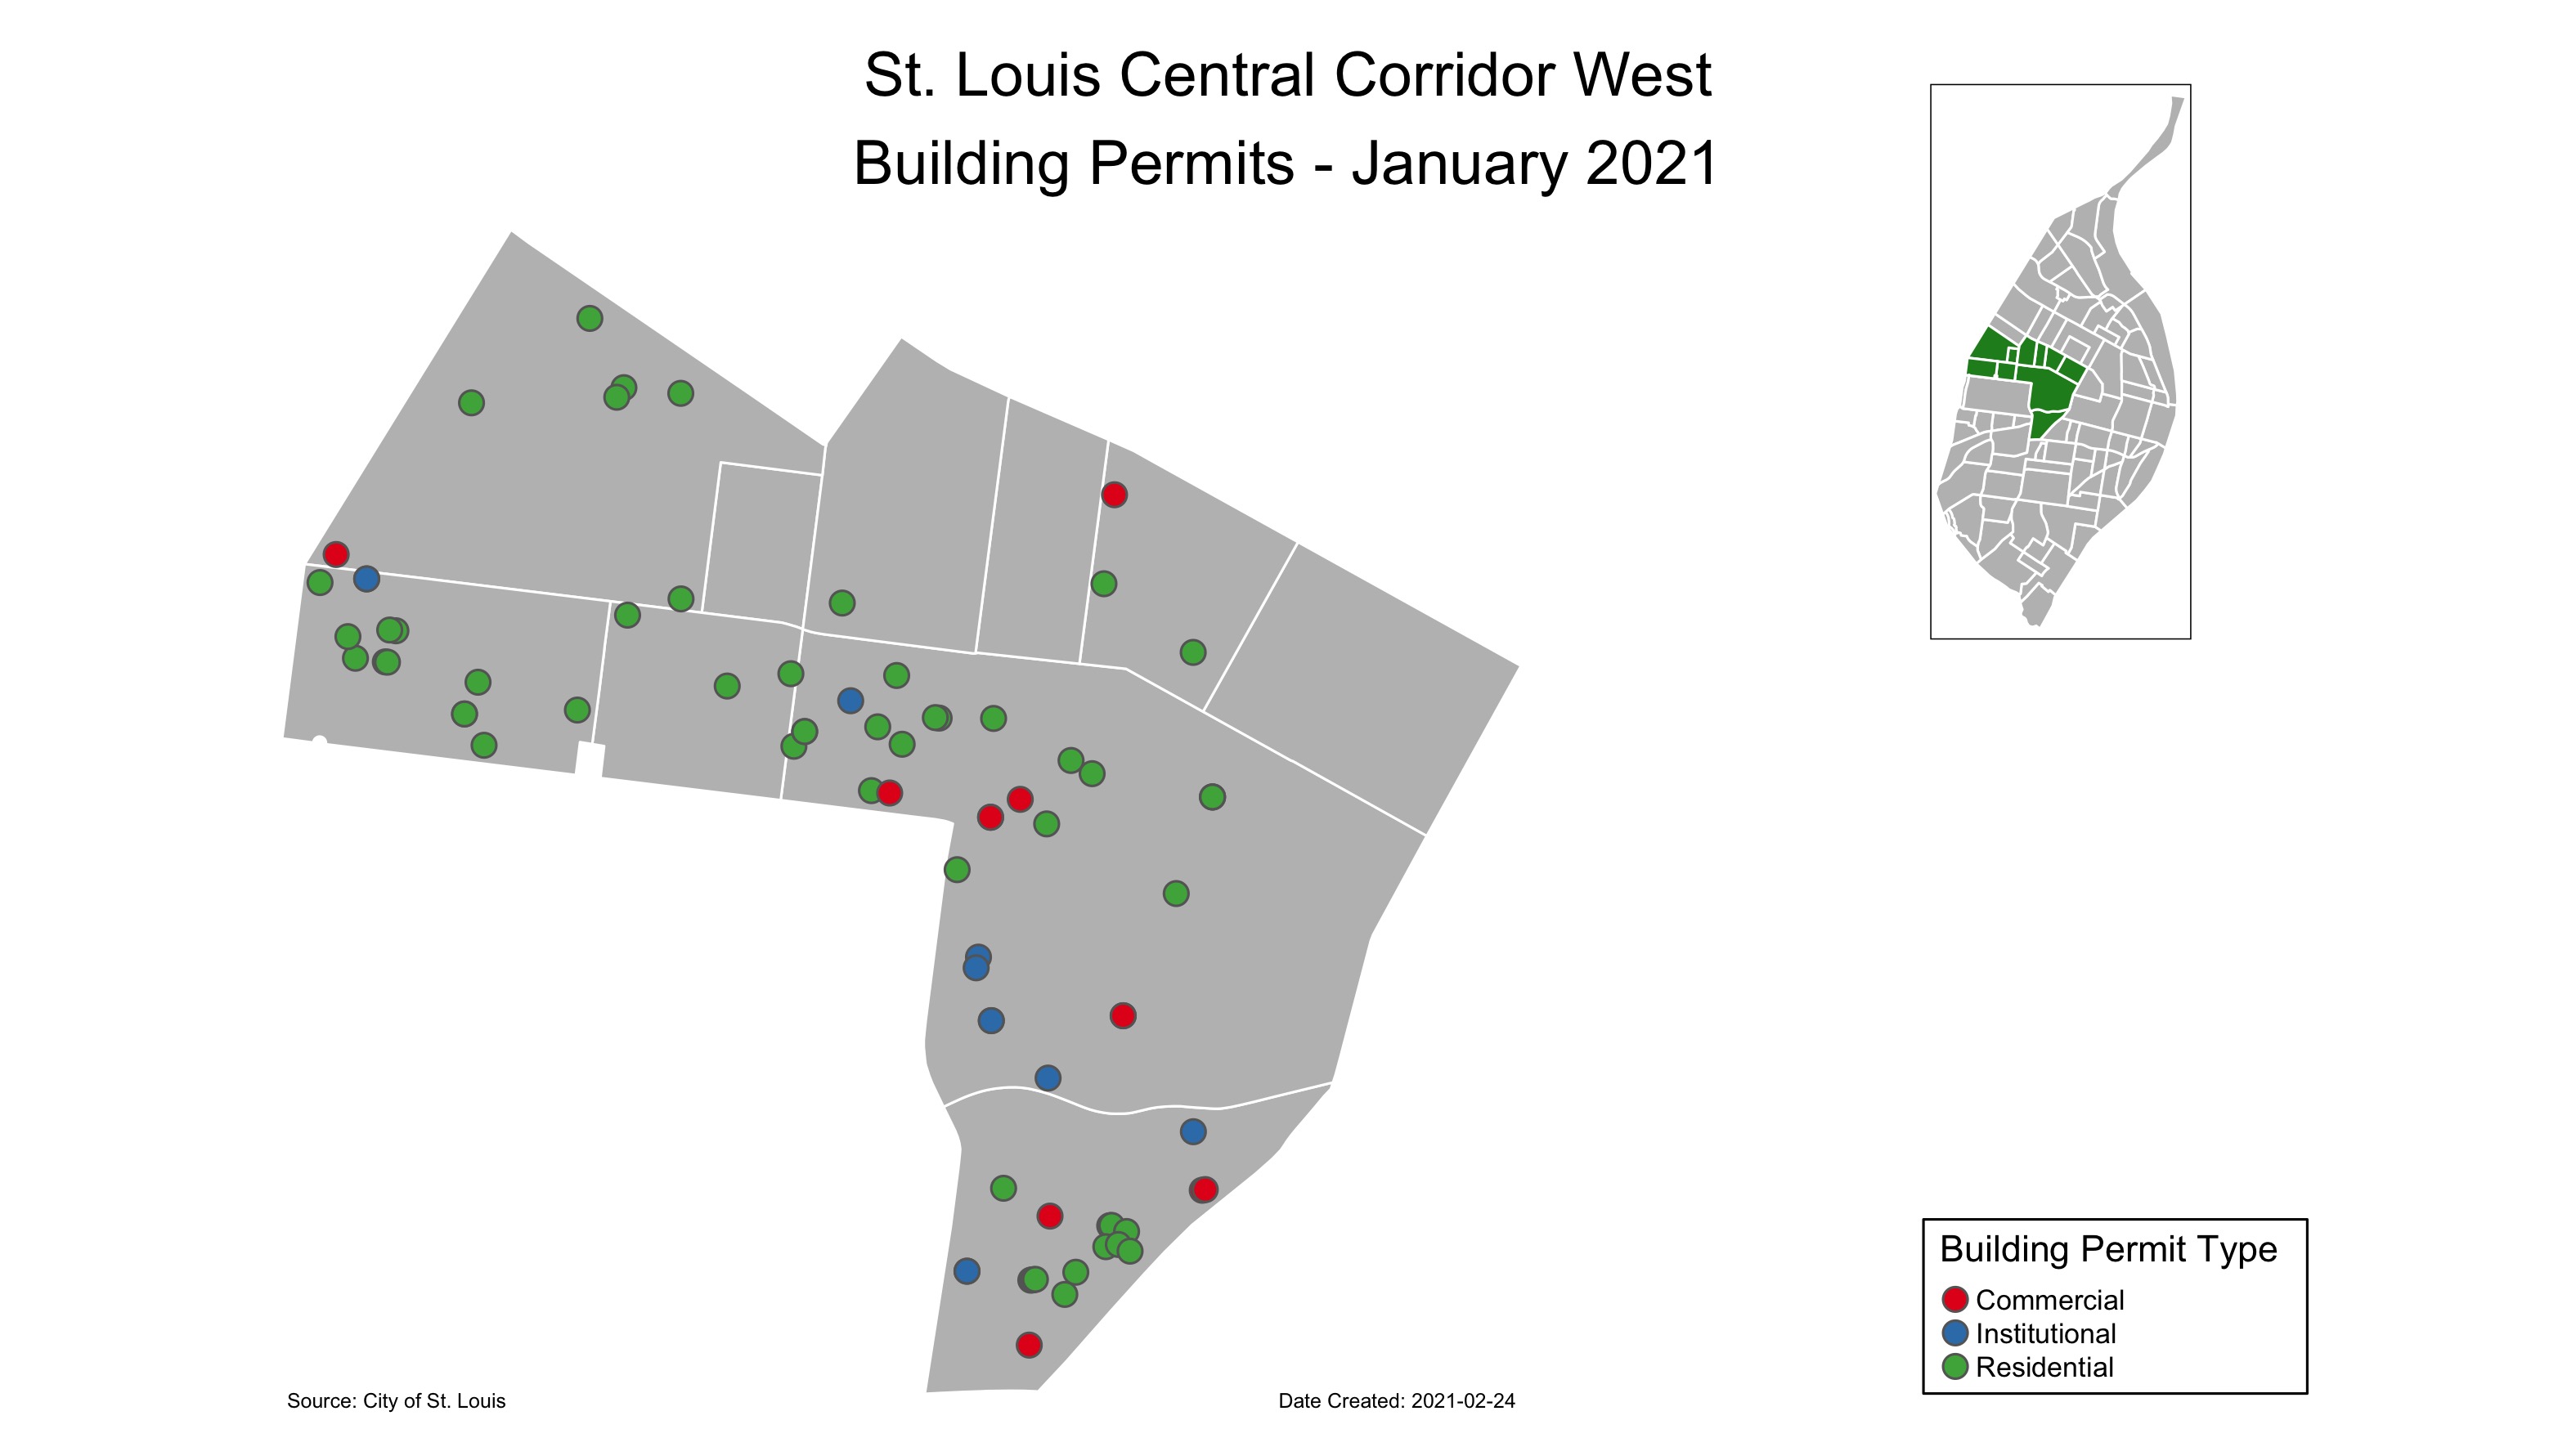 St. Louis Central Corridor West
Building Permits - January 2021
Building Permit Type
Commercial
Institutional
Residential
Source: City of St. Louis
Date Created: 2021-02-24